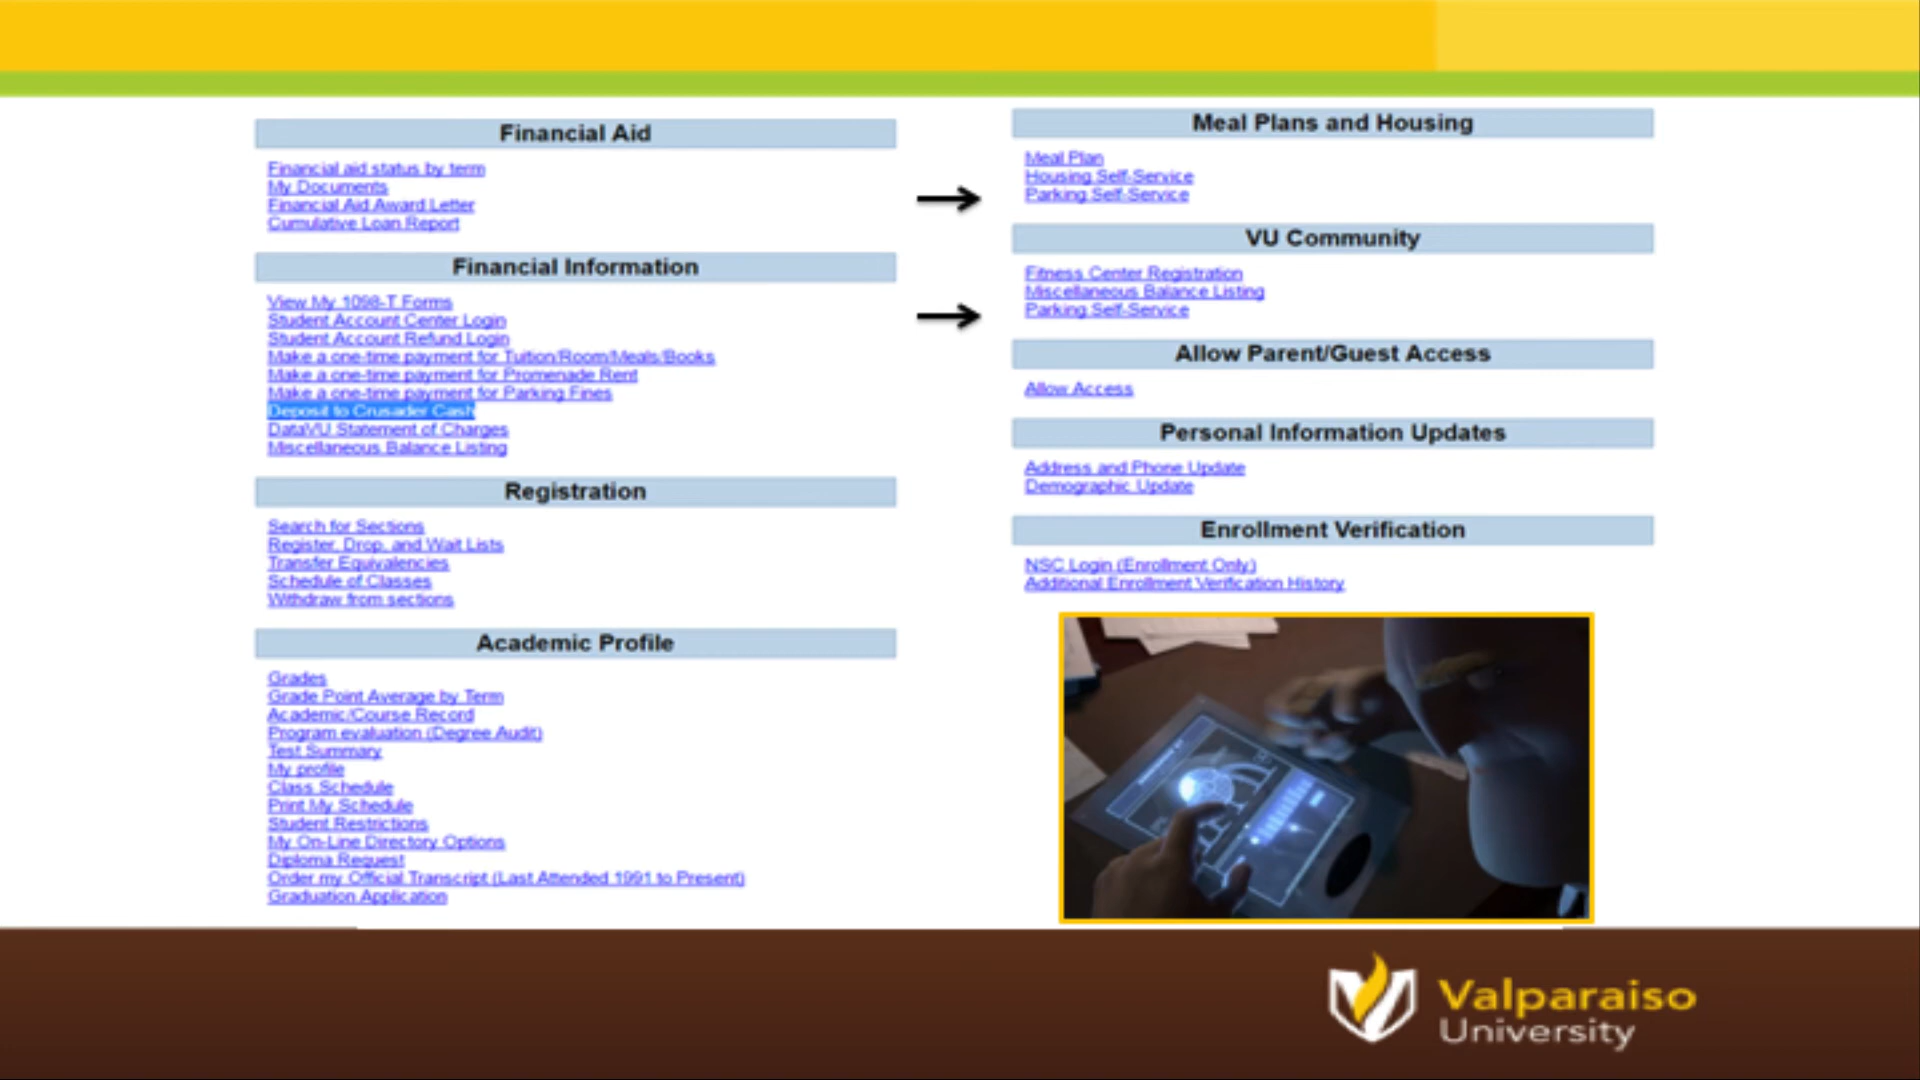 Financial Aid
Financial aid status by term
My Documents
Financial Aid Award Letter
Cumulative Loan Report
Financial Information
View My 1098-T Forms
Student Account Center Login
Student Account Refund Login
Make a one-time payment for Tuition/Room/Meals/Books
Make a one-time payment for Promenade Rent
Make a one-time payment for Parking Fines
Deposit to Crusader Cash
DataVU Statement of Charges
Miscellaneous Balance Listing
Registration
Search for Sections
Register, Drop, and Wait Lists
Transfer Equivalencies
Schedule of Classes
Withdraw from sections
Academic Profile
Grades
Grade Point Average by Term
Academic/Course Record
Program evaluation (Degree Audit)
Test Summary
My profile
Class Schedule
Print My Schedule
Student Restrictions
My On-Line Directory Options
Diploma Request
Order my Official Transcript (Last Attended 1991 to Present)
Graduation Application
Meal Plans and Housing
Meal Plan
Housing Self-Service
Parking Self-Service
VU Community
Fitness Center Registration
Miscellaneous Balance Listing
Parking Self-Service
Allow Parent/Guest Access
Allow Access
Personal Information Updates
Address and Phone Update
Demographic Update
Enrollment Verification
NSC Login (Enrollment Only)
Additional Enrollment Verification History
Valparaiso
University